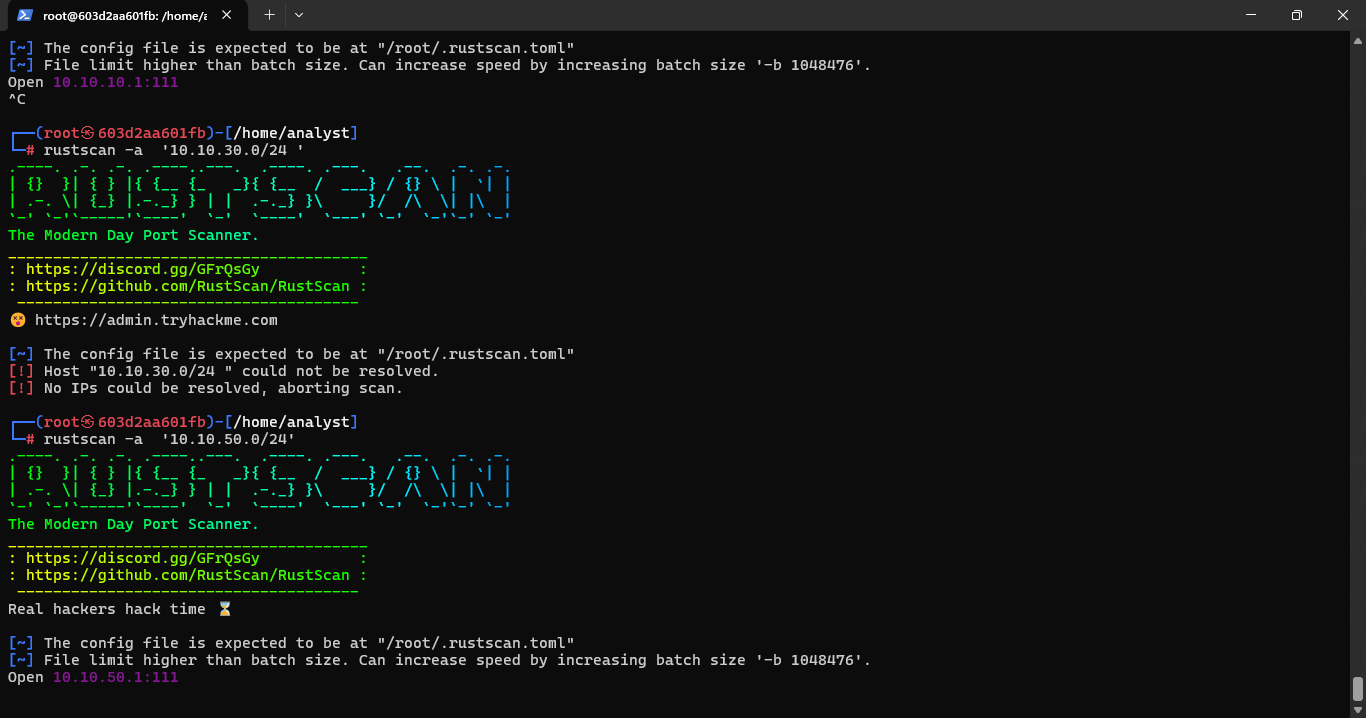 root@603d2aa601fb: /home/a
[~] The config file is expected to be at "/root/.rustscan.toml"
[~] File limit higher than batch size. Can increase speed by increasing batch size '-b 1048476'.
Open 10.10.10.1:111
^C
┌──(root㉿603d2aa601fb)-[/home/analyst]
└─# rustscan -a  '10.10.30.0/24 '
.----. .-. .-. .----..---.  .----. .---.   .--.  .-. .-.
| {}  }| { } |{ {__ {_   _}{ {__  /  ___} / {} \ |  `| |
| .-. \| {_} |.-._} } | |  .-._} }\     }/  /\  \| |\  |
`-' `-'`-----'`----'  `-'  `----'  `---' `-'  `-'`-' `-'
The Modern Day Port Scanner.
________________________________________
: https://discord.gg/GFrQsGy           :
: https://github.com/RustScan/RustScan :
 --------------------------------------
😵 https://admin.tryhackme.com
[~] The config file is expected to be at "/root/.rustscan.toml"
[!] Host "10.10.30.0/24 " could not be resolved.
[!] No IPs could be resolved, aborting scan.
┌──(root㉿603d2aa601fb)-[/home/analyst]
└─# rustscan -a  '10.10.50.0/24'
.----. .-. .-. .----..---.  .----. .---.   .--.  .-. .-.
| {}  }| { } |{ {__ {_   _}{ {__  /  ___} / {} \ |  `| |
| .-. \| {_} |.-._} } | |  .-._} }\     }/  /\  \| |\  |
`-' `-'`-----'`----'  `-'  `----'  `---' `-'  `-'`-' `-'
The Modern Day Port Scanner.
________________________________________
: https://discord.gg/GFrQsGy           :
: https://github.com/RustScan/RustScan :
 --------------------------------------
Real hackers hack time ⌛
[~] The config file is expected to be at "/root/.rustscan.toml"
[~] File limit higher than batch size. Can increase speed by increasing batch size '-b 1048476'.
Open 10.10.50.1:111